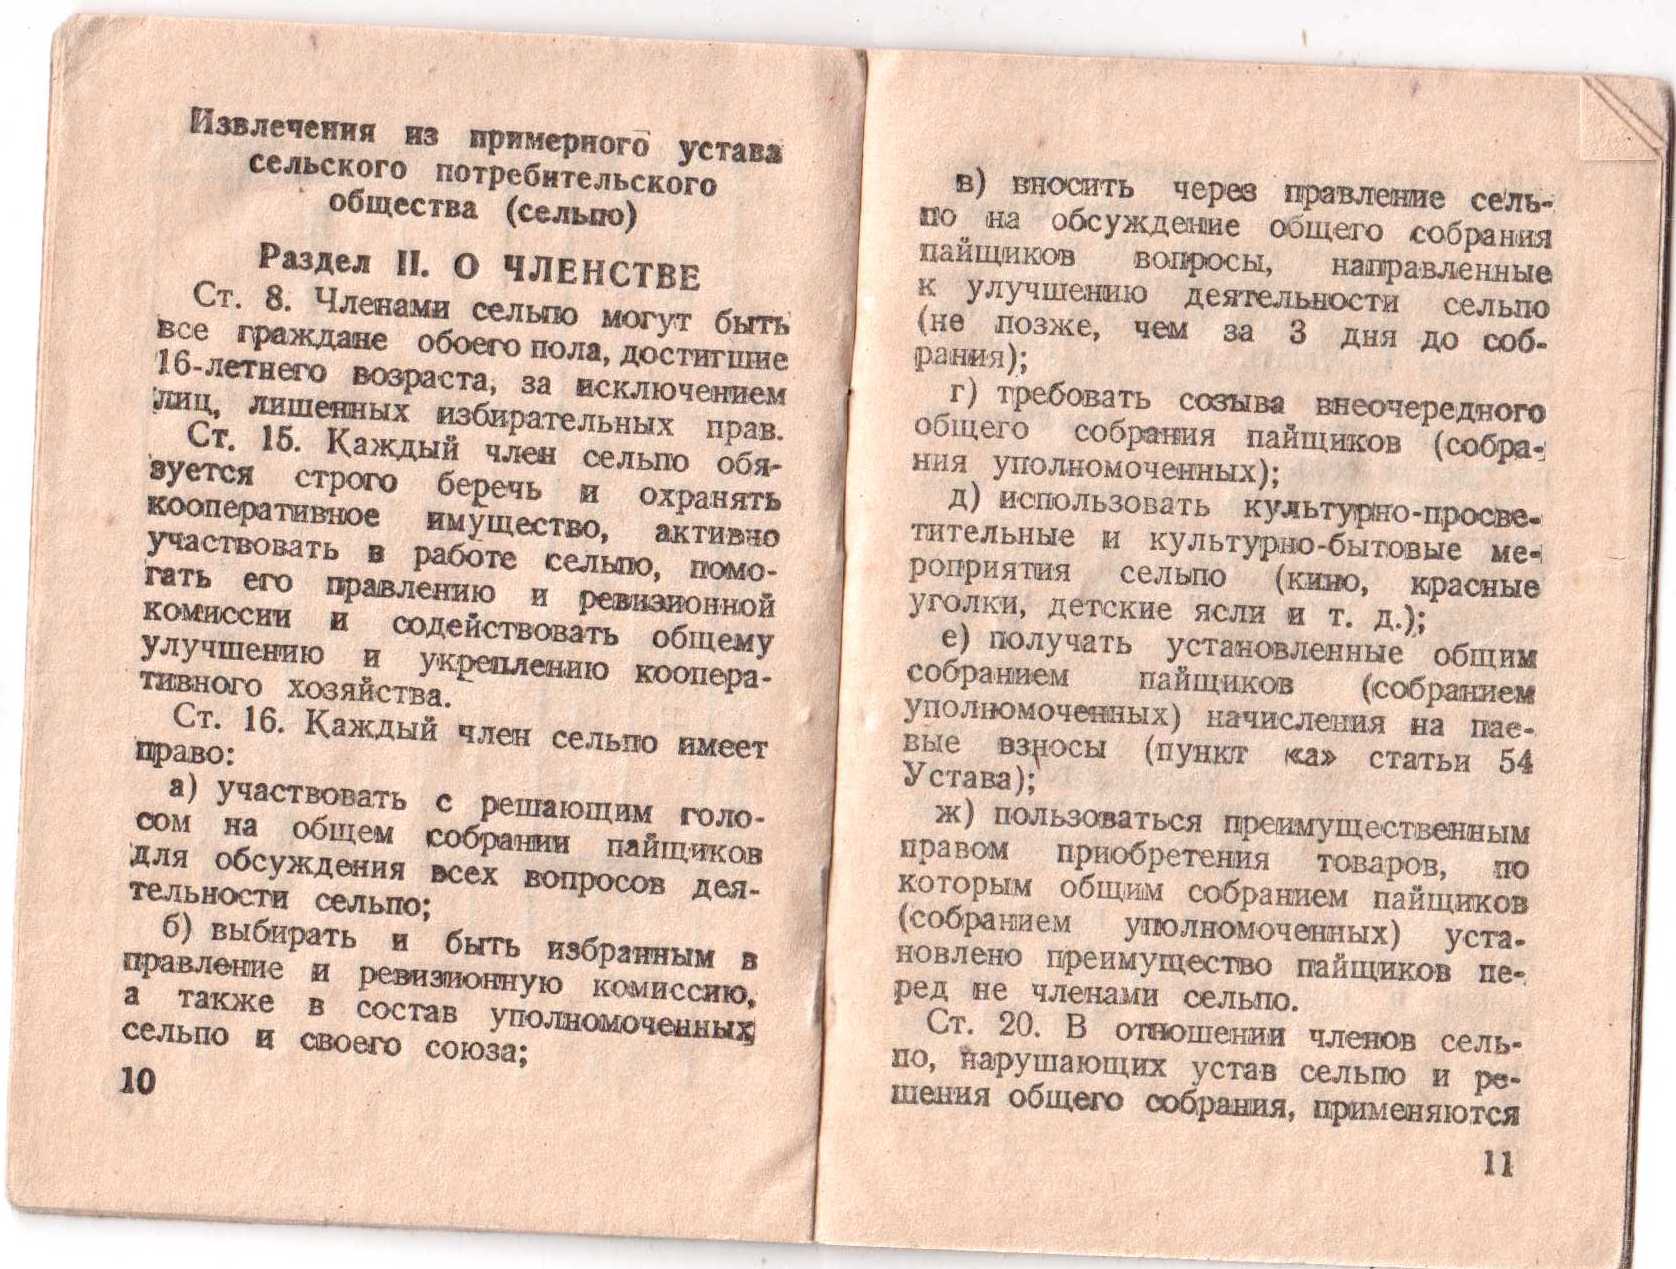 Извлечения из примерного устава
сельского потребительского
общества (сельпо)
Раздел II. О ЧЛЕНСТВЕ
Ст. 8. Членами сельпо могут быть
все граждане обоего пола, достигшие
16-летнего возраста, за исключением
лиц, лишенных избирательных прав.
Ст. 15. Каждый член сельпо обя-
зуется строго беречь и охранять
кооперативное имущество, активно
участвовать в работе сельпо, помо-
гать его правлению и ревизионной
комиссии и содействовать общему
улучшению и укреплению коопера-
тивного хозяйства.
Ст. 16. Каждый член сельпо имеет
право:
а) участвовать с решающим голо-
сом на общем собрании пайщиков
для обсуждения всех вопросов дея-
тельности сельпо;
б) выбирать и быть избранным в
правление и ревизионную комиссию,
а также в состав уполномоченных
сельпо и своего союза;
10
в) вносить через правление сель-
по на обсуждение общего собрания
пайщиков вопросы, направленные
к улучшению деятельности сельпо
(не позже, чем за 3 дня до соб-
рания);
г) требовать созыва внеочередного
общего собрания пайщиков (собра-
ния уполномоченных);
д) использовать культурно-просве-
тительные и культурно-бытовые ме-
роприятия сельпо (кино, красные
уголки, детские ясли и т. д.);
е) получать установленные общим
собранием пайщиков (собранием
уполномоченных) начисления на пае-
вые взносы (пункт «а» статьи 54
Устава);
ж) пользоваться преимущественным
правом приобретения товаров, по
которым общим собранием пайщиков
(собранием уполномоченных) уста-
новлено преимущество пайщиков пе-
ред не членами сельпо.
Ст. 20. В отношении членов сель-
по, нарушающих устав сельпо и ре-
шения общего собрания, применяются
11